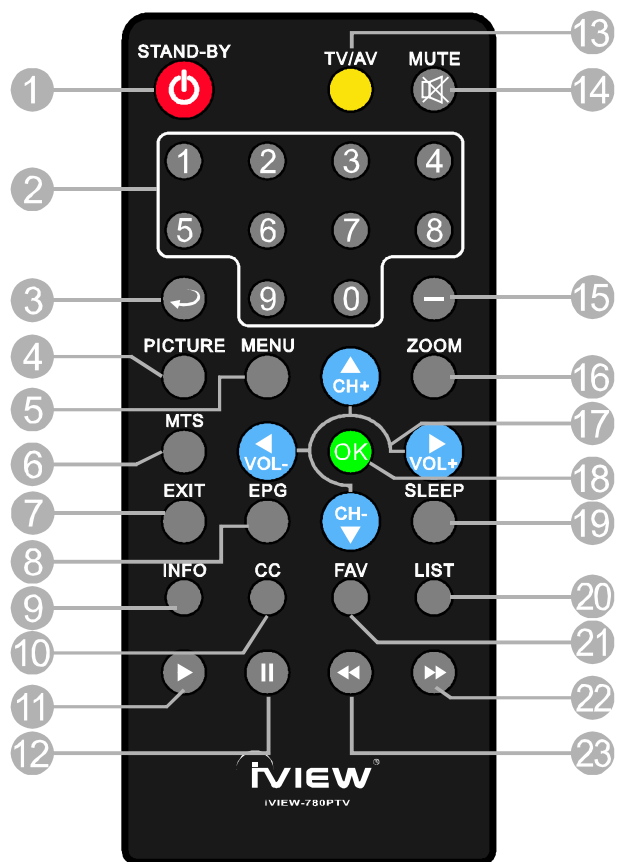 13
STAND-BY TV/AV MUTE
1 14
1 2 3 4
2
5 6 7 8
3 9 0 15
PICTURE MENU ZOOM
4 CH+ 16
5
MTS 17
6 VOL- OK VOL+ 18
EXIT EPG SLEEP
7 CH- 19
8
INFO CC FAV LIST
9 20
10 21
11 22
12 23
iVIEW®
iVIEW-780PTV